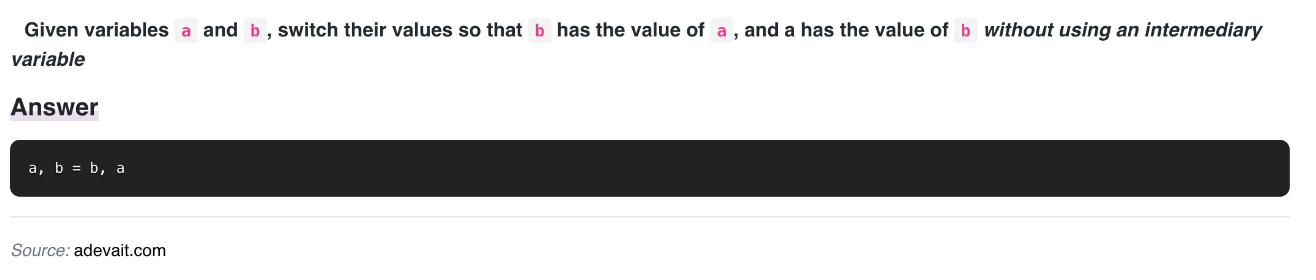 Given variables a and b, switch their values so that b has the value of a, and a has the value of b without using an intermediary
variable
Answer
a, b = b, a
Source: adevait.com